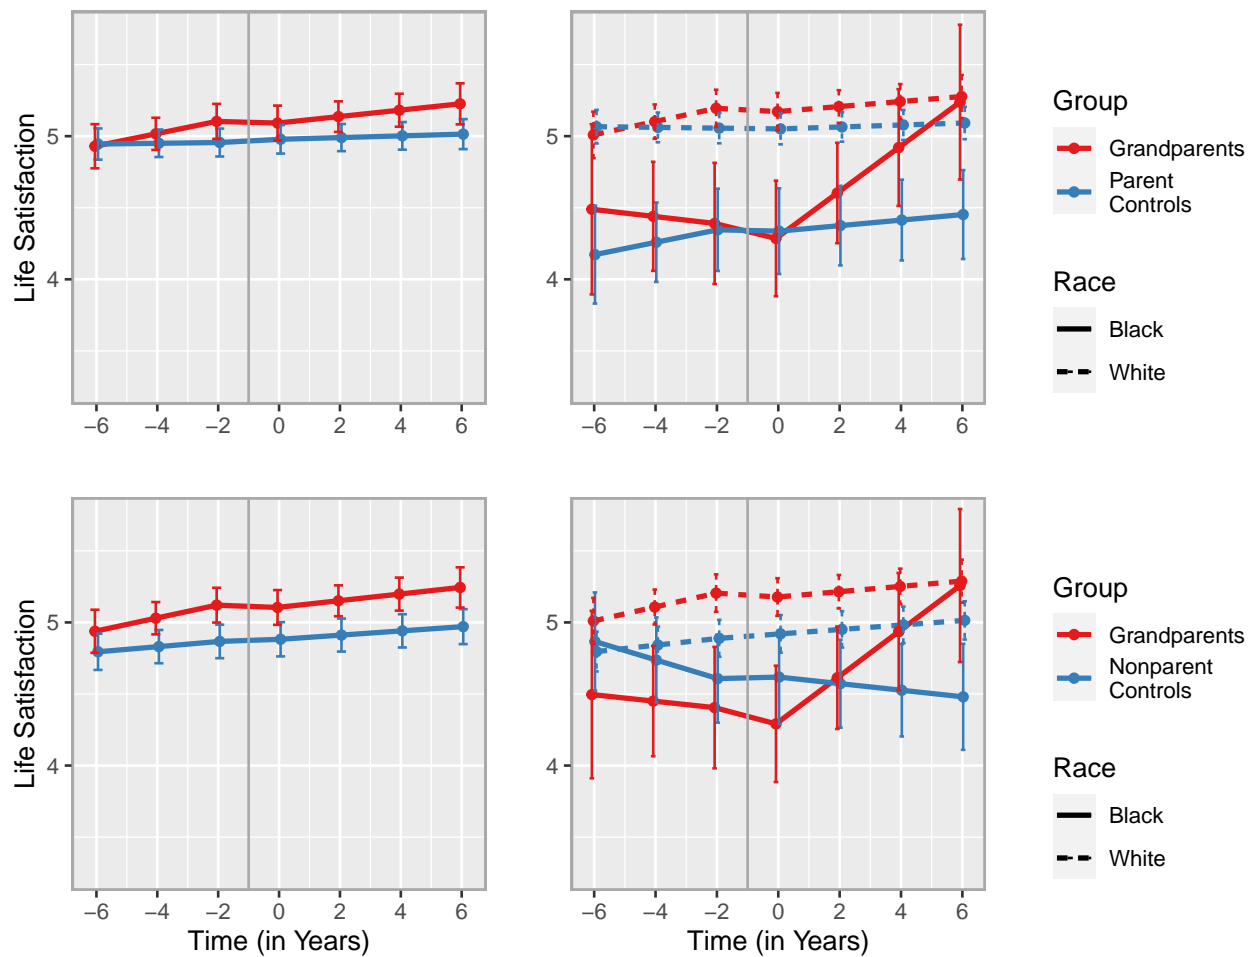 Life Satisfaction
5
4
−6 −4 −2 0 2 4 6
5
4
−6 −4 −2 0 2 4 6
Group
Grandparents
Parent
Controls
Race
Black
White
Life Satisfaction
5
4
−6 −4 −2 0 2 4 6
Time (in Years)
5
4
−6 −4 −2 0 2 4 6
Time (in Years)
Group
Grandparents
Nonparent
Controls
Race
Black
White